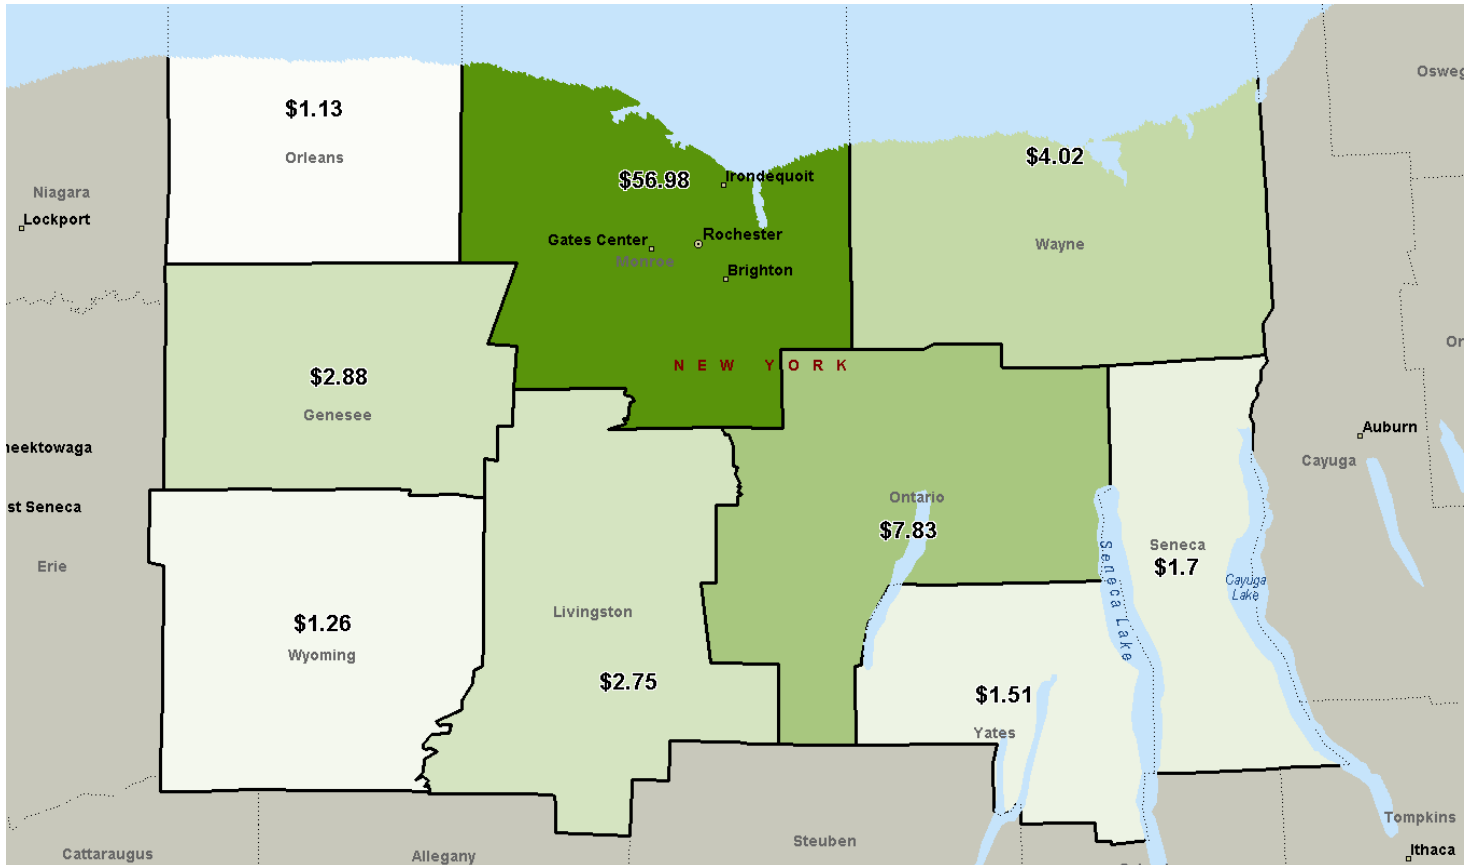 Osweg
$1.13
Orleans
$4.02
Irondequoit
$56.98
Niagara
Lockport
Rochester
Gates Center
Monroe
Wayne
Brighton
Or
NEW YORK
$2.88
Genesee
Auburn
Cayuga
heektowaga
st Seneca
Ontario
$7.83
Seneca
$1.7
Seneca Lake
Cayuga
Lake
Erie
Livingston
$1.26
Wyoming
$2.75
$1.51
Yates
Tompkins
Steuben
Ithaca
Cattaraugus
Allegany